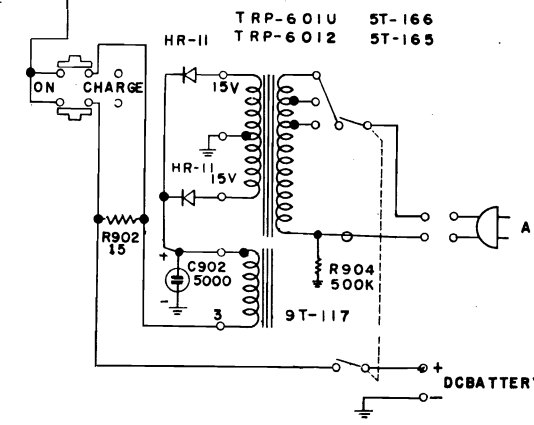 TRP-601U 5T-166
HR-11 TRP-6012 5T-165
ON CHARGE
15V
HR-11
15V
R902
15
A
+ C902
5000
R904
500K
-
3
9T-117
+
DCBATTER
-